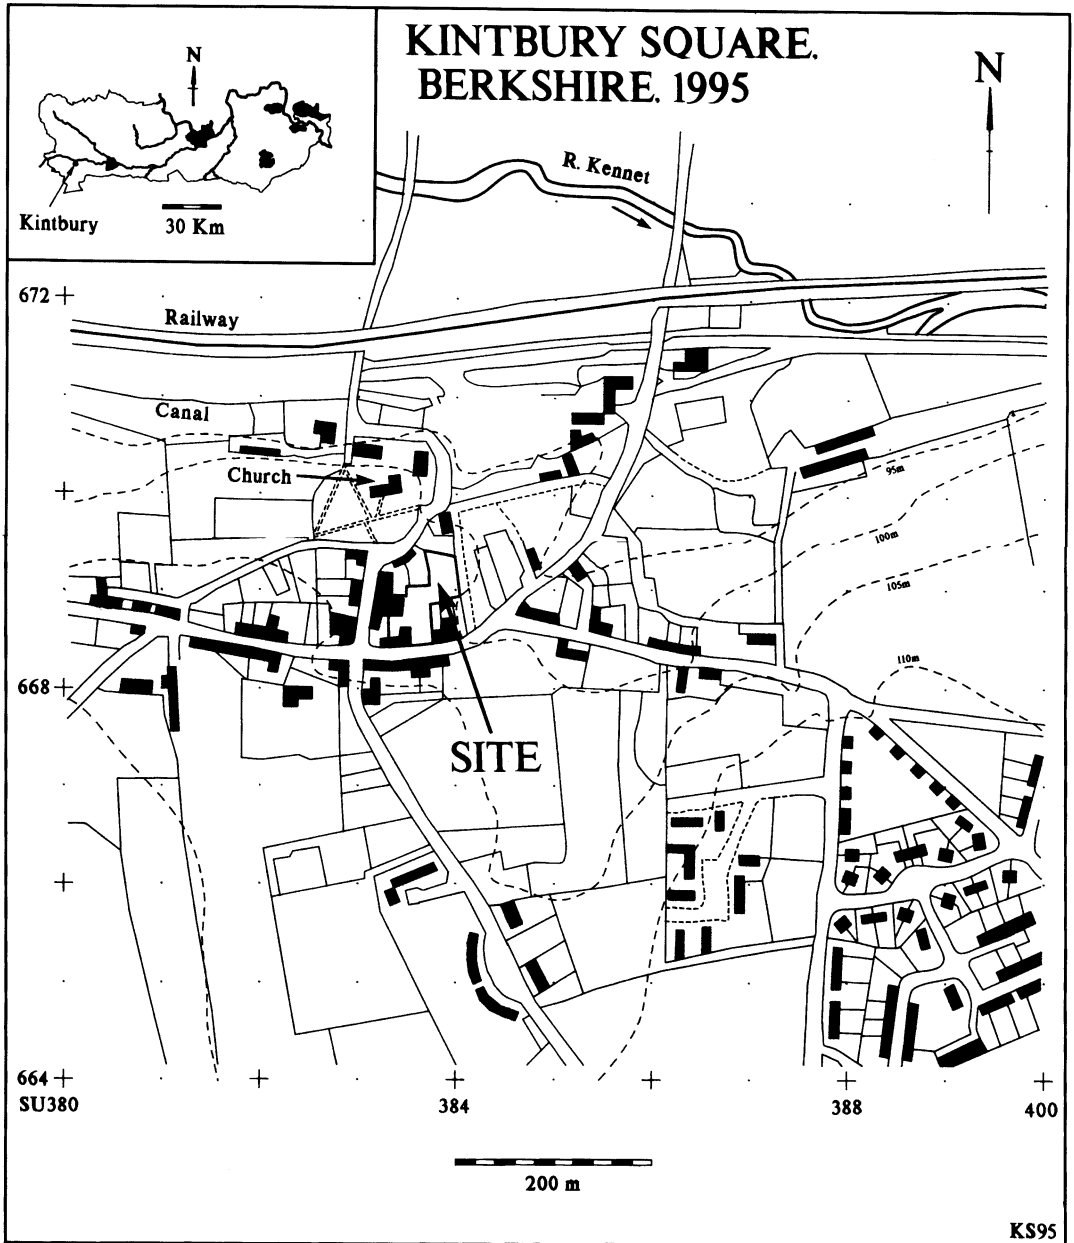 KINTBURY SQUARE.
BERKSHIRE. 1995
N
N
Kintbury
30 Km
R. Kennet
672
Railway
Canal
Church
95m
100m
105m
110m
668
SITE
664
SU380
384
388
400
200 m
KS95